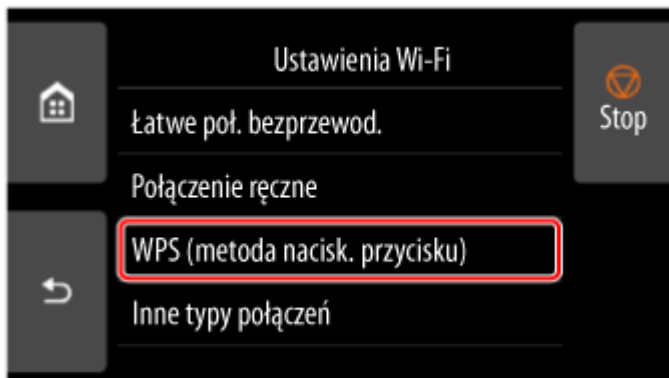 Ustawienia Wi-Fi
Łatwe poł. bezprzewod.
Stop
Połączenie ręczne
WPS (metoda nacisk. przycisku)
Inne typy połączeń